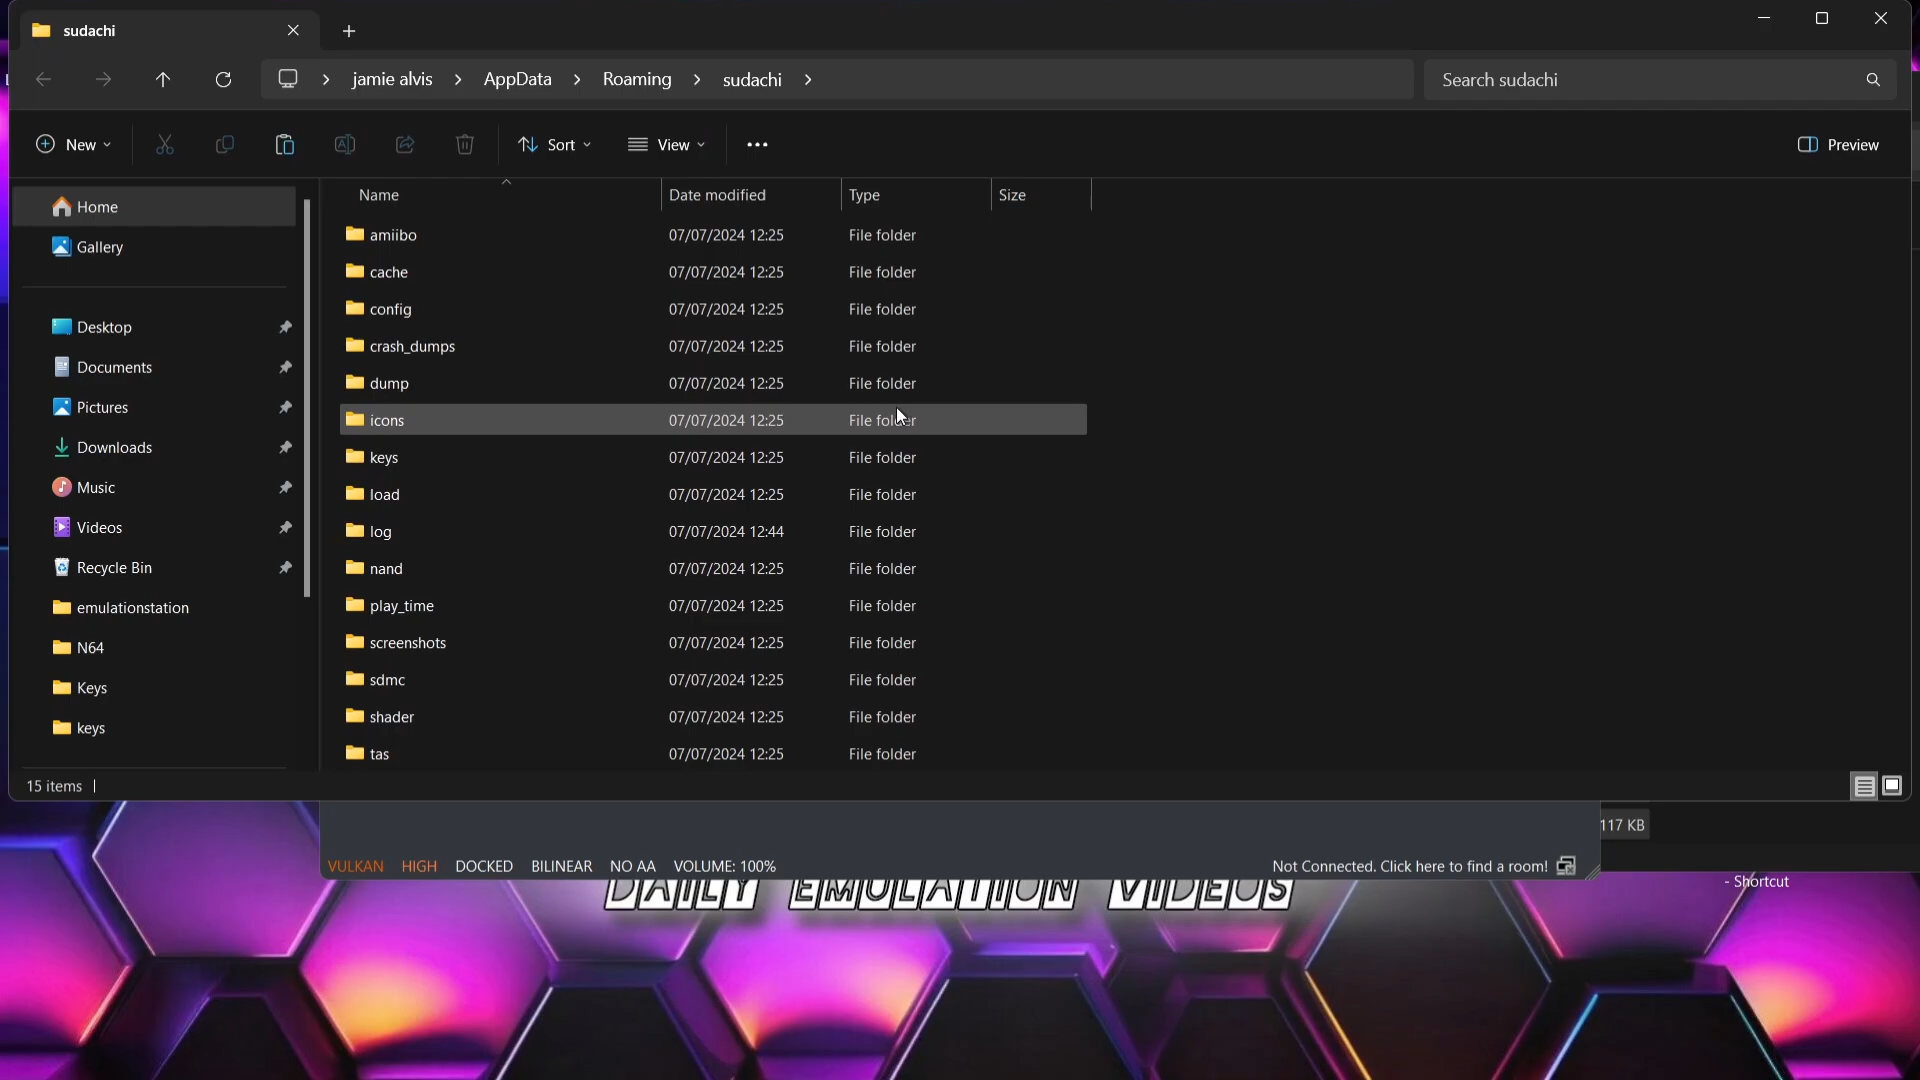 sudachi
jamie alvis > AppData > Roaming > sudachi >
Search sudachi
New
Sort
View
Preview
Home
Gallery
Desktop
Documents
Pictures
Downloads
Music
Videos
Recycle Bin
emulationstation
N64
Keys
keys
Name Date modified Type Size
amiibo 07/07/2024 12:25 File folder
cache 07/07/2024 12:25 File folder
config 07/07/2024 12:25 File folder
crash_dumps 07/07/2024 12:25 File folder
dump 07/07/2024 12:25 File folder
icons 07/07/2024 12:25 File folder
keys 07/07/2024 12:25 File folder
load 07/07/2024 12:25 File folder
log 07/07/2024 12:44 File folder
nand 07/07/2024 12:25 File folder
play_time 07/07/2024 12:25 File folder
screenshots 07/07/2024 12:25 File folder
sdmc 07/07/2024 12:25 File folder
shader 07/07/2024 12:25 File folder
tas 07/07/2024 12:25 File folder
15 items
117 KB
VULKAN HIGH DOCKED BILINEAR NO AA VOLUME: 100%
Not Connected. Click here to find a room!
- Shortcut
DAILY EMULATION VIDEOS